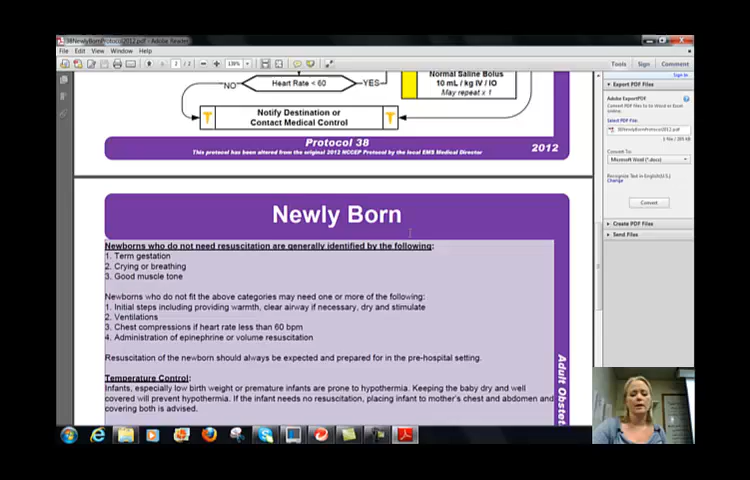 38NewlyBornProtocol2012.pdf - Adobe Reader
File Edit View Window Help
2 / 2 139% Tools Sign Comment
Sign In
Export PDF Files
Adobe ExportPDF
Convert PDF files to Word or Excel online.
Select PDF File:
38NewlyBornProtocol2012.pdf
Convert To:
Microsoft Word (*.docx)
Recognize Text in English(U.S.)
Change
Convert
Create PDF Files
Send Files
Normal Saline Bolus
10 mL / kg IV / IO
May repeat x 1
NO Heart Rate < 60 YES
T Notify Destination or T
Contact Medical Control
Protocol 38
This protocol has been altered from the original 2012 NCCEP Protocol by the local EMS Medical Director
2012
Newly Born
Newborns who do not need resuscitation are generally identified by the following:
1. Term gestation
2. Crying or breathing
3. Good muscle tone
Newborns who do not fit the above categories may need one or more of the following:
1. Initial steps including providing warmth, clear airway if necessary, dry and stimulate
2. Ventilations
3. Chest compressions if heart rate less than 60 bpm
4. Administration of epinephrine or volume resuscitation
Resuscitation of the newborn should always be expected and prepared for in the pre-hospital setting.
Temperature Control:
Infants, especially low birth weight or premature infants are prone to hypothermia. Keeping the baby dry and well
covered will prevent hypothermia. If the infant needs no resuscitation, placing infant to mother's chest and abdomen and
covering both is advised.
Adult Obstet